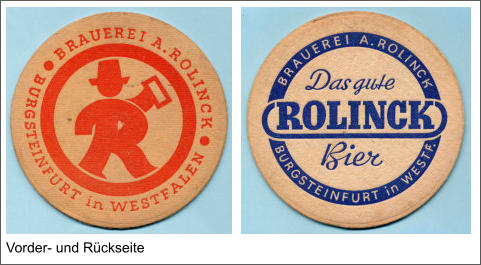 BRAUEREI A. ROLINCK
BURGSTEINFURT in WESTFALEN
BRAUEREI A. ROLINCK
Das gute
ROLINCK
Bier
BURGSTEINFURT in WESTF.
Vorder- und Rückseite